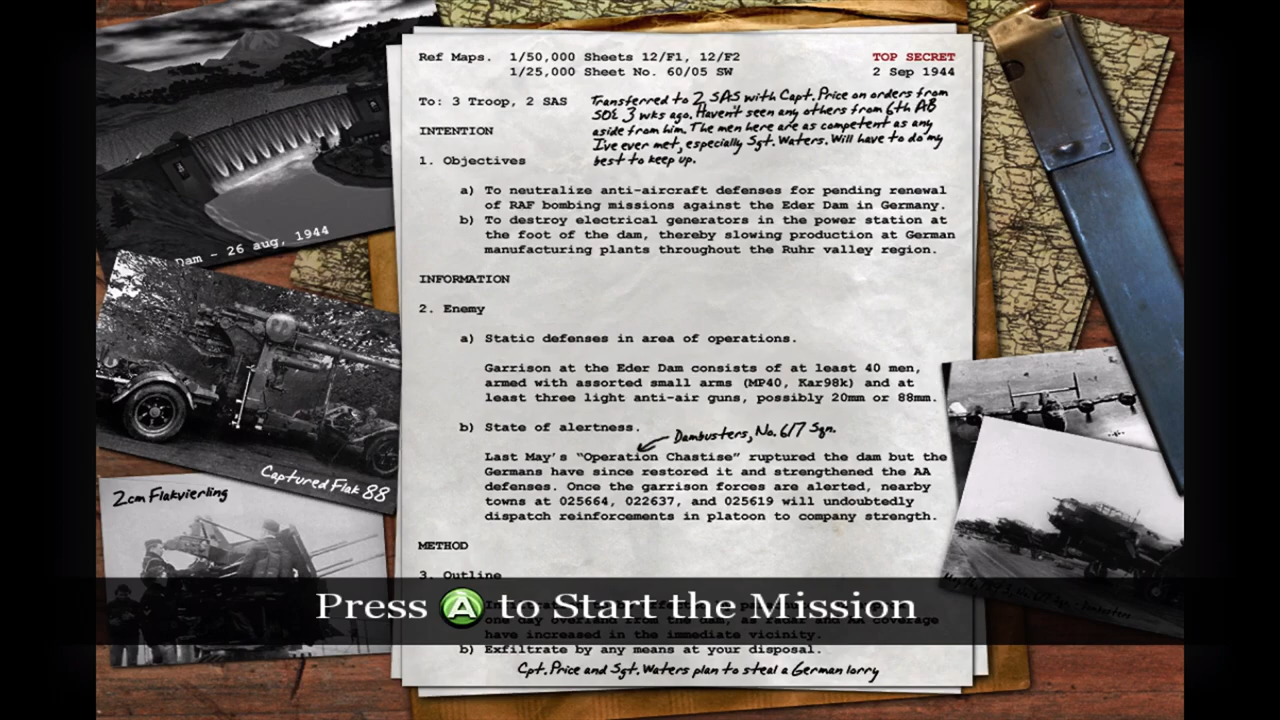 Ref Maps. 1/50,000 Sheets 12/F1, 12/F2
TOP SECRET
1/25,000 Sheet No. 60/05 SW
2 Sep 1944
To: 3 Troop, 2 SAS
Transferred to 2 SAS with Capt. Price on orders from
SOE 3 wks ago. Haven't seen any others from 6th AB
aside from him. The men here are as competent as any
I've ever met, especially Sgt. Waters. Will have to do my
best to keep up.
INTENTION
1. Objectives
a) To neutralize anti-aircraft defenses for pending renewal
of RAF bombing missions against the Eder Dam in Germany.
b) To destroy electrical generators in the power station at
the foot of the dam, thereby slowing production at German
manufacturing plants throughout the Ruhr valley region.
INFORMATION
2. Enemy
a) Static defenses in area of operations.
Garrison at the Eder Dam consists of at least 40 men,
armed with assorted small arms (MP40, Kar98k) and at
least three light anti-air guns, possibly 20mm or 88mm.
b) State of alertness.
Dambusters, No. 617 Sqn.
Last May's "Operation Chastise" ruptured the dam but the
Germans have since restored it and strengthened the AA
defenses. Once the garrison forces are alerted, nearby
towns at 025664, 022637, and 025619 will undoubtedly
dispatch reinforcements in platoon to company strength.
METHOD
3. Outline
one day overland from the dam, as radar and AA coverage
have increased in the immediate vicinity.
b) Exfiltrate by any means at your disposal.
Cpt. Price and Sgt. Waters plan to steal a German lorry
Dam - 26 aug, 1944
Captured Flak 88
2cm Flakvierling
Press A to Start the Mission